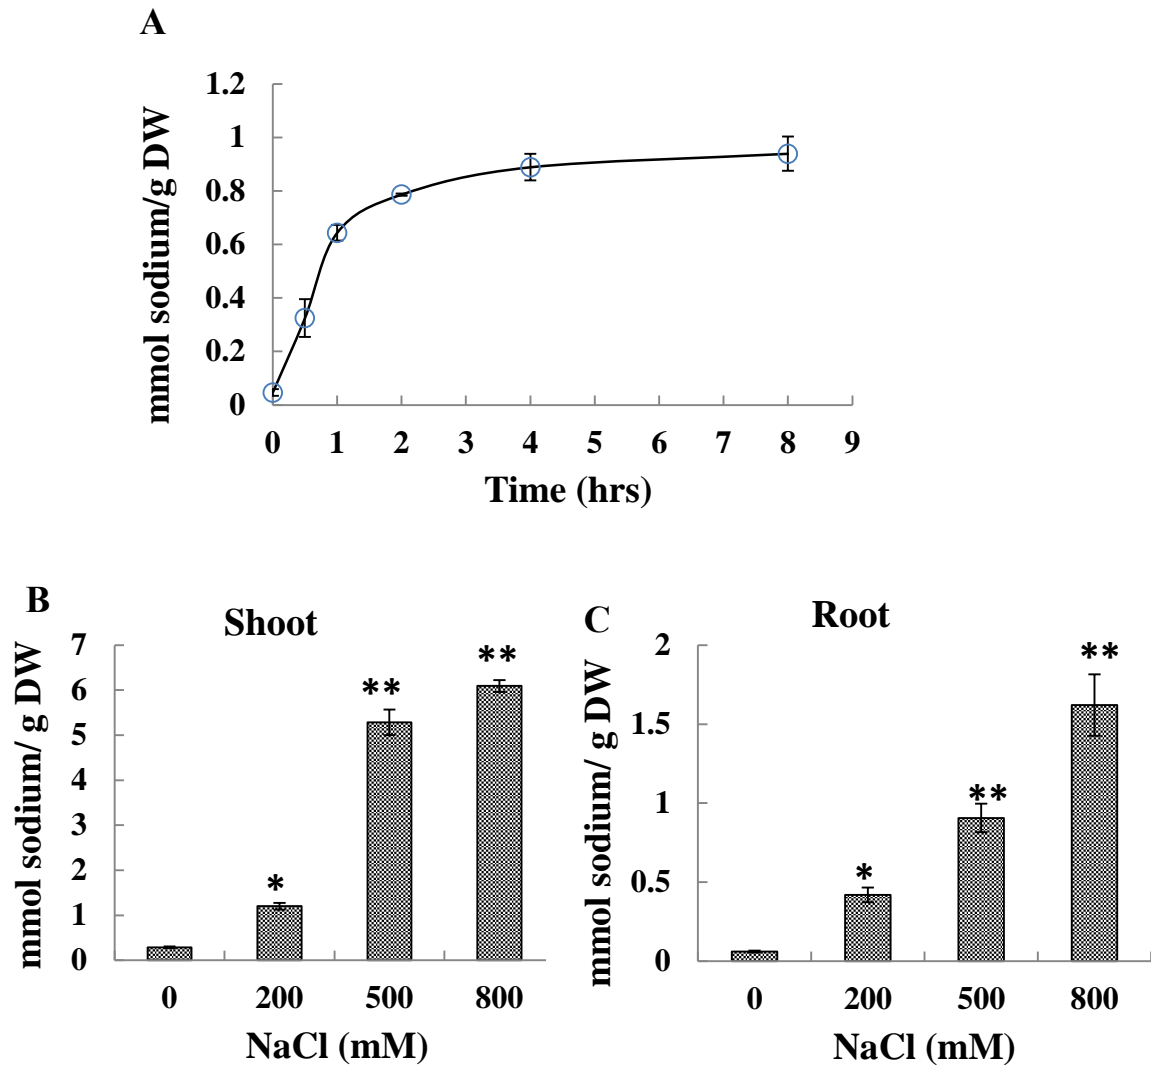 A
1.2
1
0.8
0.6
0.4
0.2
0
mmol sodium/g DW
0 1 2 3 4 5 6 7 8 9
Time (hrs)
B
Shoot
7
6
5
4
3
2
1
0
mmol sodium/ g DW
*
**
**
0 200 500 800
NaCl (mM)
C
Root
2
1.5
1
0.5
0
mmol sodium/ g DW
*
**
**
0 200 500 800
NaCl (mM)